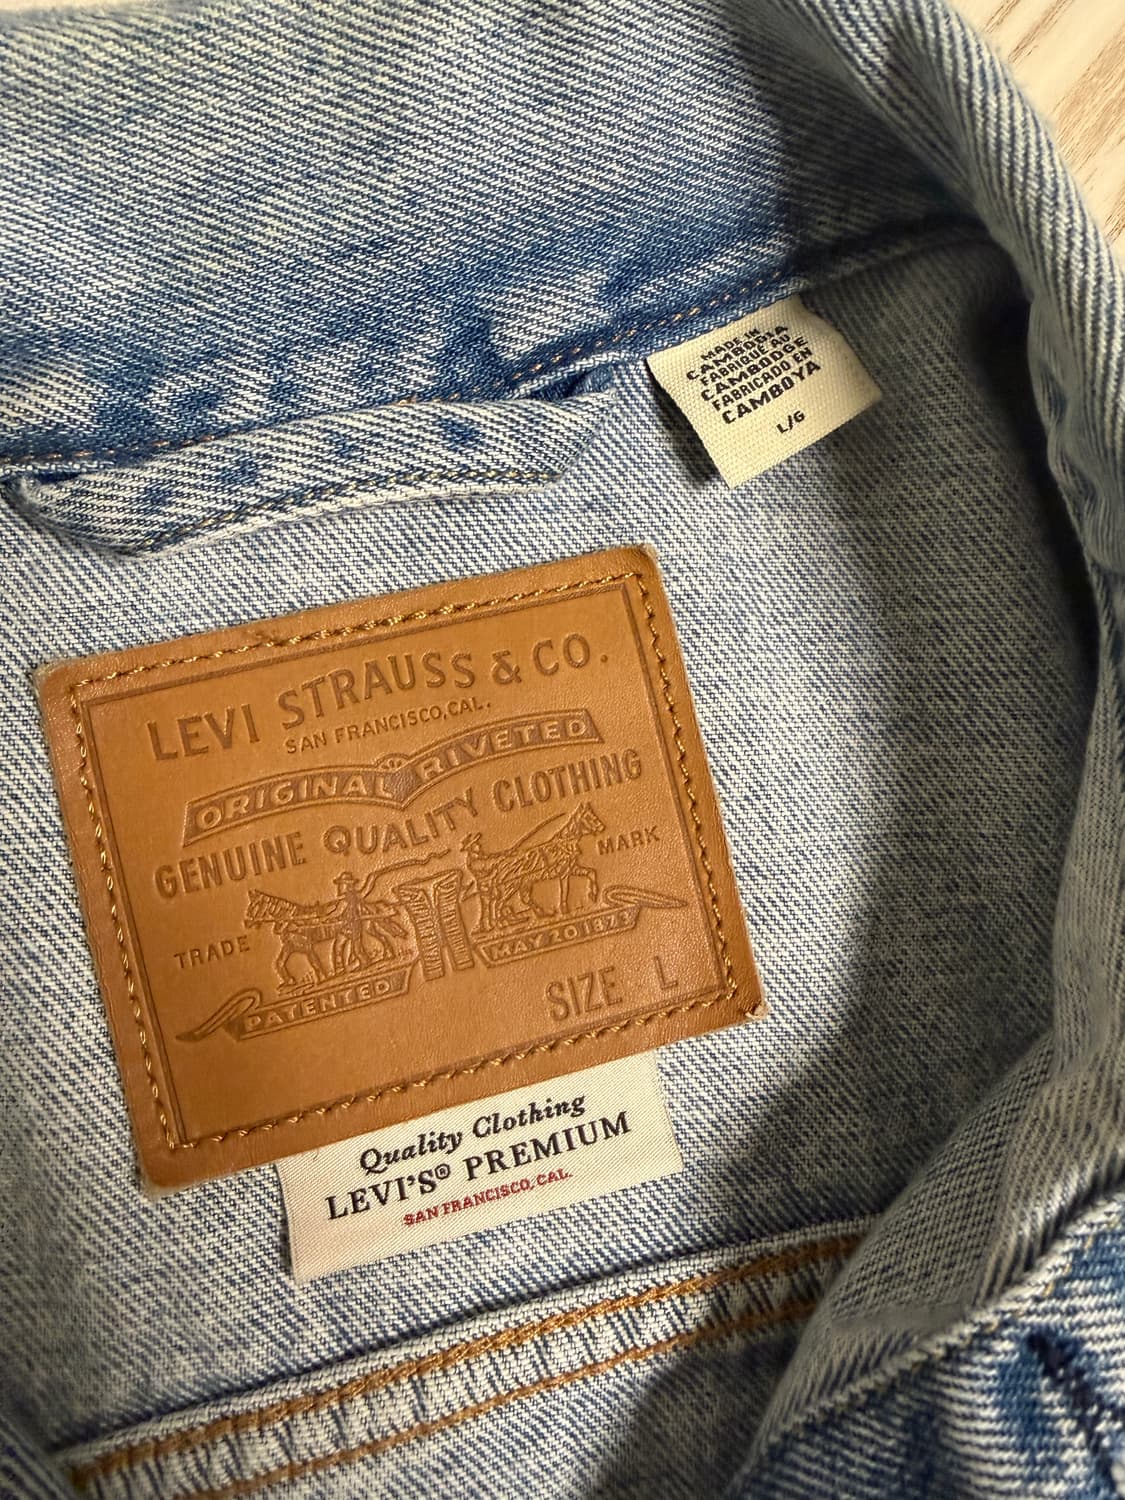 MADE IN
CAMBODIA
FABRIQUÉ AU
CAMBODGE
FABRICADO EN
CAMBOYA
L/G
LEVI STRAUSS & CO.
SAN FRANCISCO, CAL.
ORIGINAL RIVETED
GENUINE QUALITY CLOTHING
TRADE MARK
PATENTED MAY 20 1873
SIZE L
Quality Clothing
LEVI'S® PREMIUM
SAN FRANCISCO, CAL.